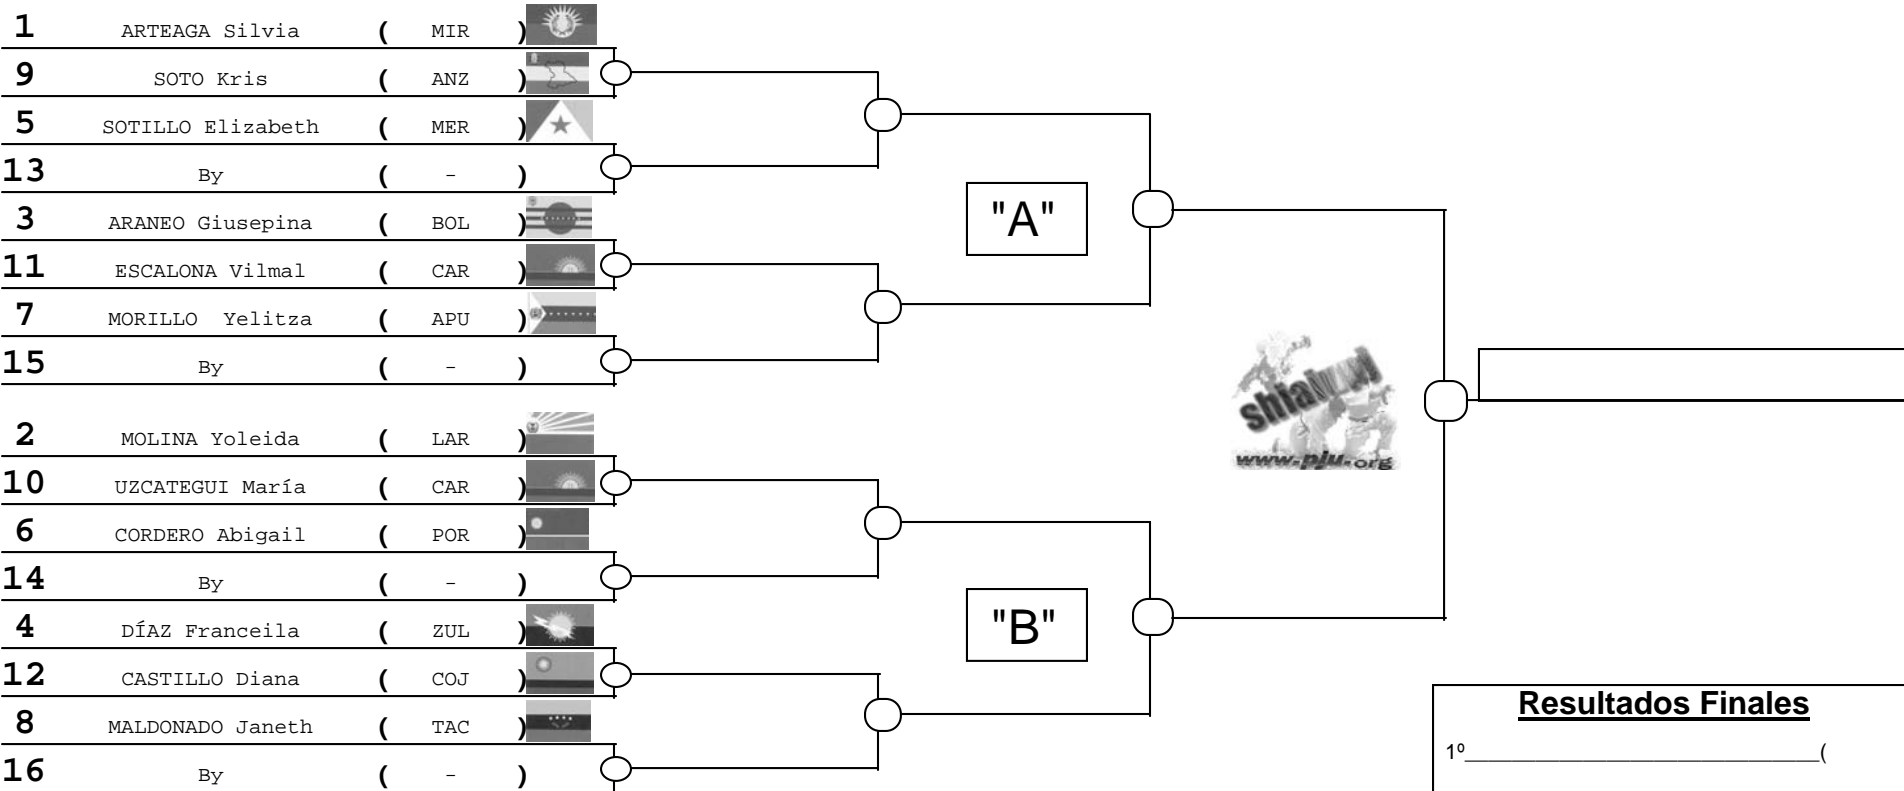 1 ARTEAGA Silvia ( MIR )
9 SOTO Kris ( ANZ )
5 SOTILLO Elizabeth ( MER )
13 By ( - )
3 ARANEO Giusepina ( BOL )
11 ESCALONA Vilmal ( CAR )
7 MORILLO Yelitza ( APU )
15 By ( - )
"A"
shiai
www.pju.org
2 MOLINA Yoleida ( LAR )
10 UZCATEGUI María ( CAR )
6 CORDERO Abigail ( POR )
14 By ( - )
4 DÍAZ Franceila ( ZUL )
12 CASTILLO Diana ( COJ )
8 MALDONADO Janeth ( TAC )
16 By ( - )
"B"
Resultados Finales
1º________________________________(